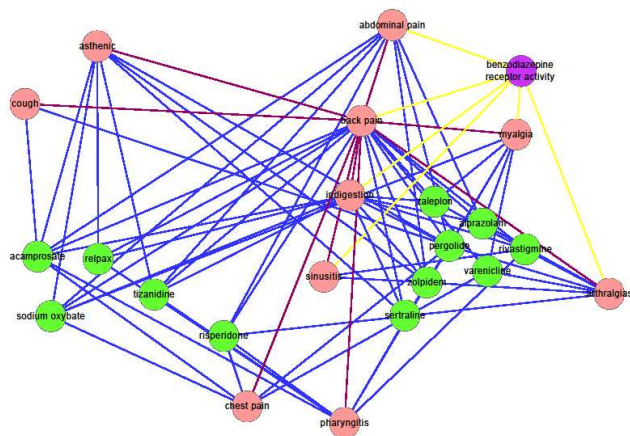 abdominal pain
asthenic
benzodiazepine
receptor activity
cough
back pain
myalgia
indigestion
zaleplon
alprazolam
pergolide
rivastigmine
acamprosate
relpax
sinusitis
zolpidem
varenicline
tizanidine
arthralgias
sodium oxybate
sertraline
risperidone
chest pain
pharyngitis